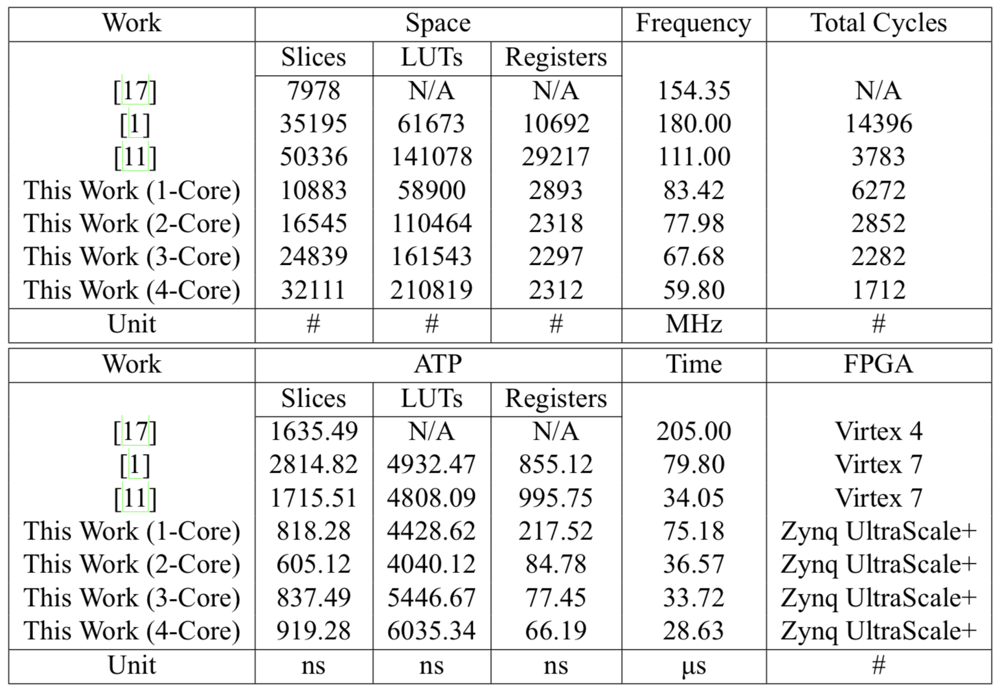 Work Space Frequency Total Cycles
Slices LUTs Registers
[17] 7978 N/A N/A 154.35 N/A
[1] 35195 61673 10692 180.00 14396
[11] 50336 141078 29217 111.00 3783
This Work (1-Core) 10883 58900 2893 83.42 6272
This Work (2-Core) 16545 110464 2318 77.98 2852
This Work (3-Core) 24839 161543 2297 67.68 2282
This Work (4-Core) 32111 210819 2312 59.80 1712
Unit # # # MHz #
Work ATP Time FPGA
Slices LUTs Registers
[17] 1635.49 N/A N/A 205.00 Virtex 4
[1] 2814.82 4932.47 855.12 79.80 Virtex 7
[11] 1715.51 4808.09 995.75 34.05 Virtex 7
This Work (1-Core) 818.28 4428.62 217.52 75.18 Zynq UltraScale+
This Work (2-Core) 605.12 4040.12 84.78 36.57 Zynq UltraScale+
This Work (3-Core) 837.49 5446.67 77.45 33.72 Zynq UltraScale+
This Work (4-Core) 919.28 6035.34 66.19 28.63 Zynq UltraScale+
Unit ns ns ns μs #